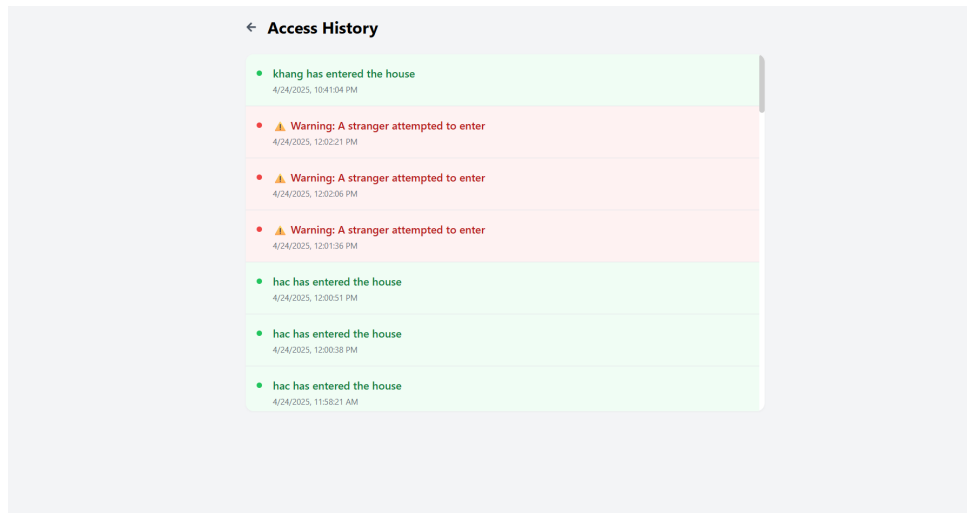 Access History
khang has entered the house
4/24/2025, 10:41:04 PM
⚠️ Warning: A stranger attempted to enter
4/24/2025, 12:02:21 PM
⚠️ Warning: A stranger attempted to enter
4/24/2025, 12:02:06 PM
⚠️ Warning: A stranger attempted to enter
4/24/2025, 12:01:36 PM
hac has entered the house
4/24/2025, 12:00:51 PM
hac has entered the house
4/24/2025, 12:00:38 PM
hac has entered the house
4/24/2025, 11:58:21 AM